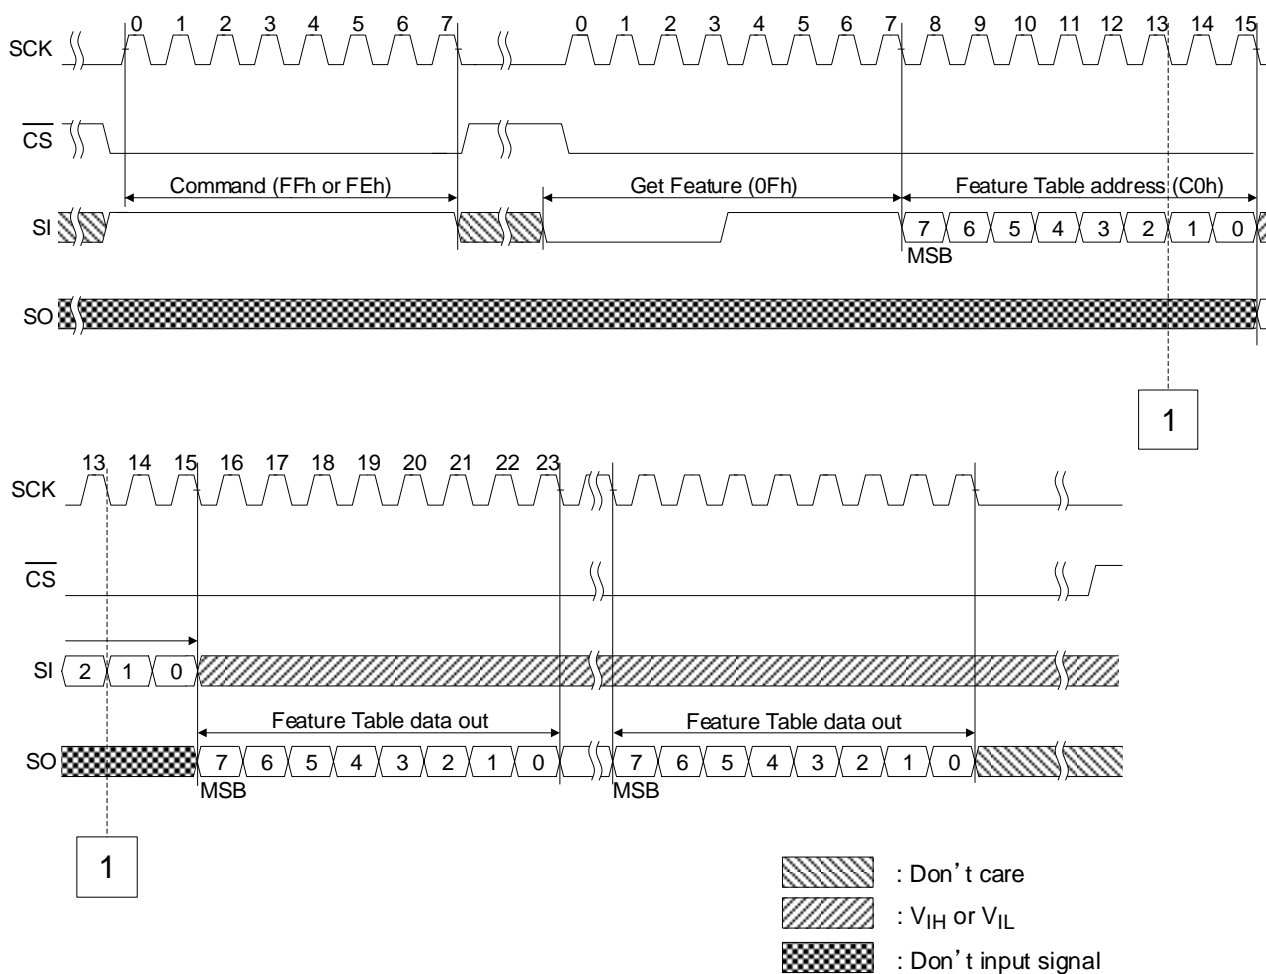 0 1 2 3 4 5 6 7 0 1 2 3 4 5 6 7 8 9 10 11 12 13 14 15
SCK
CS
Command (FFh or FEh) Get Feature (0Fh) Feature Table address (C0h)
SI 7 6 5 4 3 2 1 0
MSB
SO
1
13 14 15 16 17 18 19 20 21 22 23
SCK
CS
SI 2 1 0
Feature Table data out Feature Table data out
SO 7 6 5 4 3 2 1 0 7 6 5 4 3 2 1 0
MSB MSB
1
: Don't care
: VIH or VIL
: Don't input signal